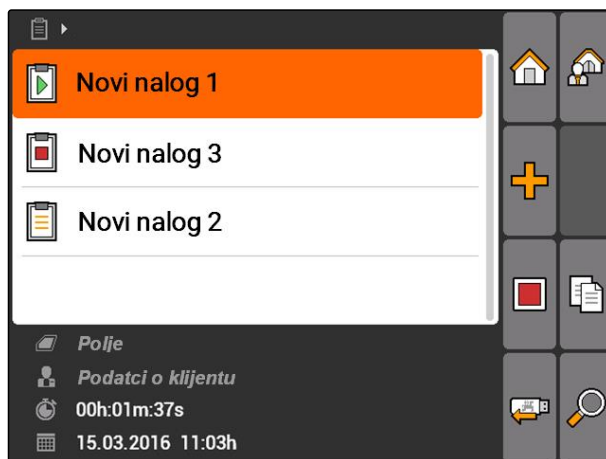 Novi nalog 1
Novi nalog 3
Novi nalog 2
Polje
Podatci o klijentu
00h:01m:37s
15.03.2016 11:03h